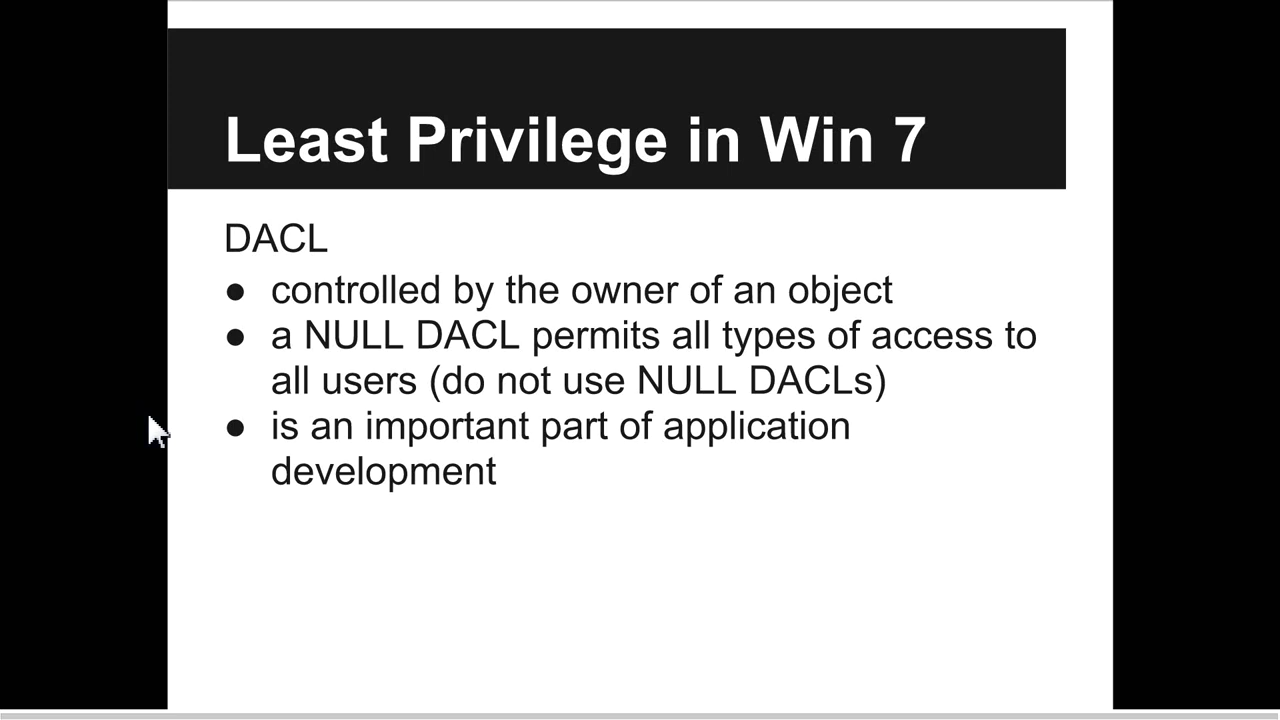 Least Privilege in Win 7
DACL
● controlled by the owner of an object
● a NULL DACL permits all types of access to
all users (do not use NULL DACLs)
● is an important part of application
development